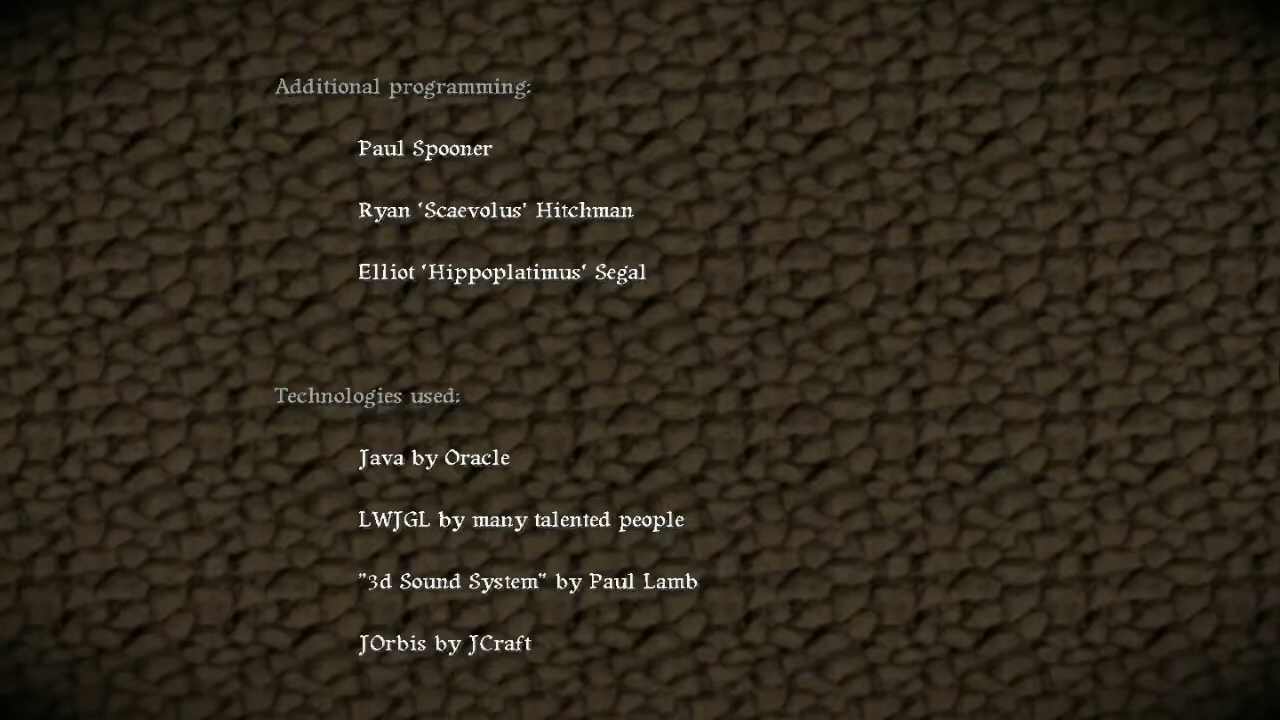 Additional programming:
Paul Spooner
Ryan 'Scaevolus' Hitchman
Elliot 'Hippoplatimus' Segal
Technologies used:
Java by Oracle
LWJGL by many talented people
"3d Sound System" by Paul Lamb
JOrbis by JCraft